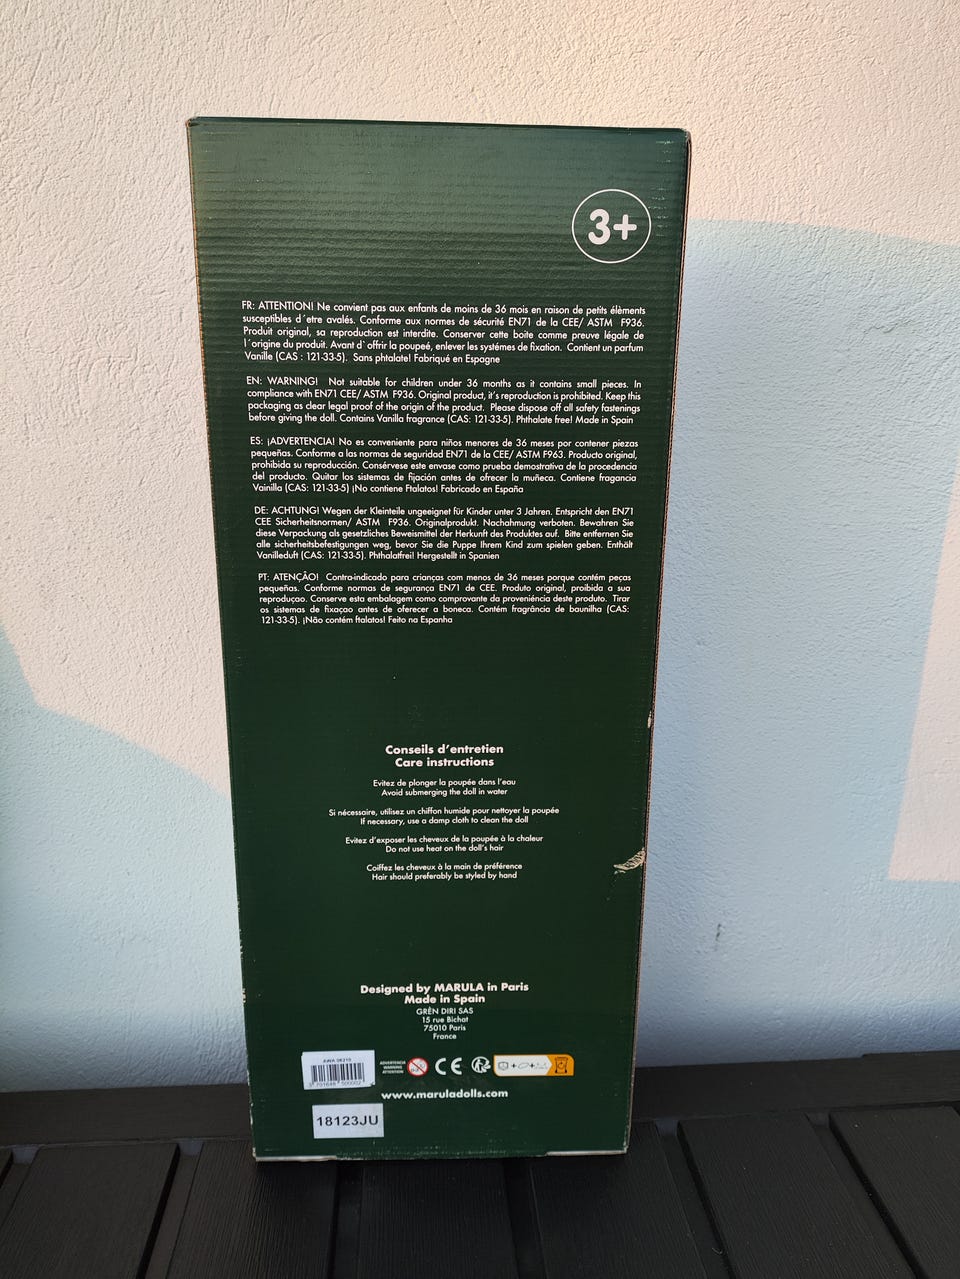 3+
FR: ATTENTION! Ne convient pas aux enfants de moins de 36 mois en raison de petits élèments
susceptibles d´etre avalés. Conforme aux normes de sécurité EN71 de la CEE/ ASTM F936.
Produit original, sa reproduction est interdite. Conserver cette boite comme preuve légale de
l´origine du produit. Avant d`offrir la poupeé, enlever les systémes de fixation. Contient un parfum
Vanille (CAS : 121-33-5). Sans phtalate! Fabriqué en Espagne
EN: WARNING! Not suitable for children under 36 months as it contains small pieces. In
compliance with EN71 CEE/ ASTM F936. Original product, it's reproduction is prohibited. Keep this
packaging as clear legal proof of the origin of the product. Please dispose off all safety fastenings
before giving the doll. Contains Vanilla fragrance (CAS: 121-33-5). Phthalate free! Made in Spain
ES: ¡ADVERTENCIA! No es conveniente para niños menores de 36 meses por contener piezas
pequeñas. Conforme a las normas de seguridad EN71 de la CEE/ ASTM F963. Producto original,
prohibida su reproducción. Consérvese este envase como prueba demostrativa de la procedencia
del producto. Quitar los sistemas de fijación antes de ofrecer la muñeca. Contiene fragancia
Vainilla (CAS: 121-33-5) ¡No contiene Ftalatos! Fabricado en España
DE: ACHTUNG! Wegen der Kleinteile ungeeignet für Kinder unter 3 Jahren. Entspricht den EN71
CEE Sicherheitsnormen/ ASTM F936. Originalprodukt. Nachahmung verboten. Bewahren Sie
diese Verpackung als gesetzliches Beweismittel der Herkunft des Produktes auf. Bitte entfernen Sie
alle sicherheitsbefestigungen weg, bevor Sie die Puppe Ihrem Kind zum spielen geben. Enthält
Vanilleduft (CAS: 121-33-5). Phthalatfrei! Hergestellt in Spanien
PT: ATENÇÃO! Contra-indicado para crianças com menos de 36 meses porque contém peças
pequeñas. Conforme normas de segurança EN71 de CEE. Produto original, proibida a sua
reproduçao. Conserve esta embalagem como comprovante da proveniência deste produto. Tirar
os sistemas de fixaçao antes de oferecer a boneca. Contém fragrância de baunilha (CAS:
121-33-5). ¡Não contém ftalatos! Feito na Espanha
Conseils d'entretien
Care instructions
Evitez de plonger la poupée dans l'eau
Avoid submerging the doll in water
Si nécessaire, utilisez un chiffon humide pour nettoyer la poupée
If necessary, use a damp cloth to clean the doll
Evitez d'exposer les cheveux de la poupée à la chaleur
Do not use heat on the doll's hair
Coiffez les cheveux à la main de préférence
Hair should preferably be styled by hand
Designed by MARULA in Paris
Made in Spain
GRËN DIRI SAS
15 rue Bichat
75010 Paris
France
ADVERTENCIA
WARNING
ATTENTION
CE
www.maruladolls.com
18123JU